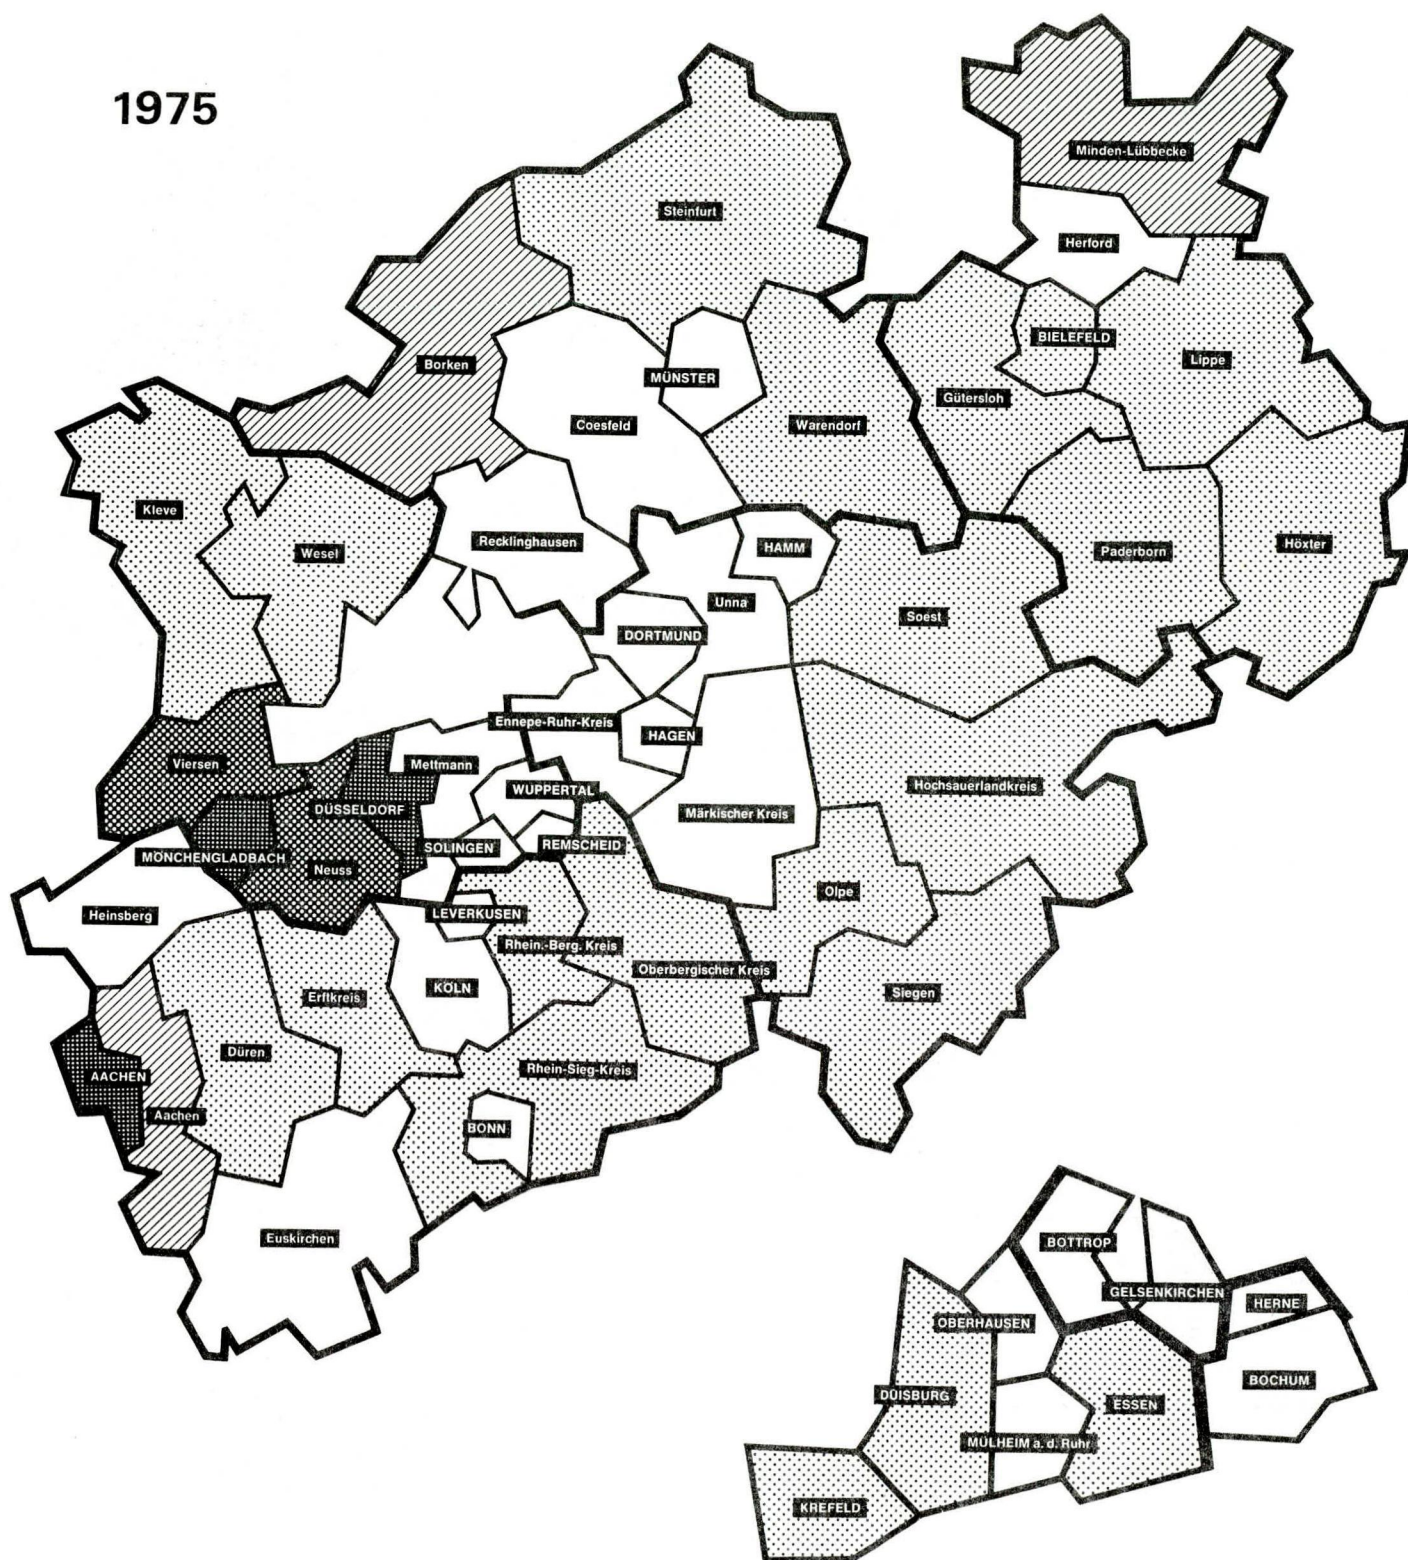 1975
Minden-Lübbecke
Steinfurt
Herford
BIELEFELD
Lippe
Borken
MÜNSTER
Gütersloh
Coesfeld
Warendorf
Kleve
Recklinghausen
HAMM
Wesel
Paderborn
Höxter
Unna
Soest
DORTMUND
Ennepe-Ruhr-Kreis
HAGEN
Viersen
Mettmann
Hochsauerlandkreis
WUPPERTAL
DÜSSELDORF
Märkischer Kreis
SOLINGEN
REMSCHEID
MÖNCHENGLADBACH
Neuss
Olpe
Heinsberg
LEVERKUSEN
Rhein.-Berg. Kreis
Oberbergischer Kreis
KÖLN
Erftkreis
Siegen
Düren
Rhein-Sieg-Kreis
AACHEN
Aachen
BONN
Euskirchen
BOTTROP
GELSENKIRCHEN
HERNE
OBERHAUSEN
BOCHUM
DUISBURG
ESSEN
MÜLHEIM a. d. Ruhr
KREFELD